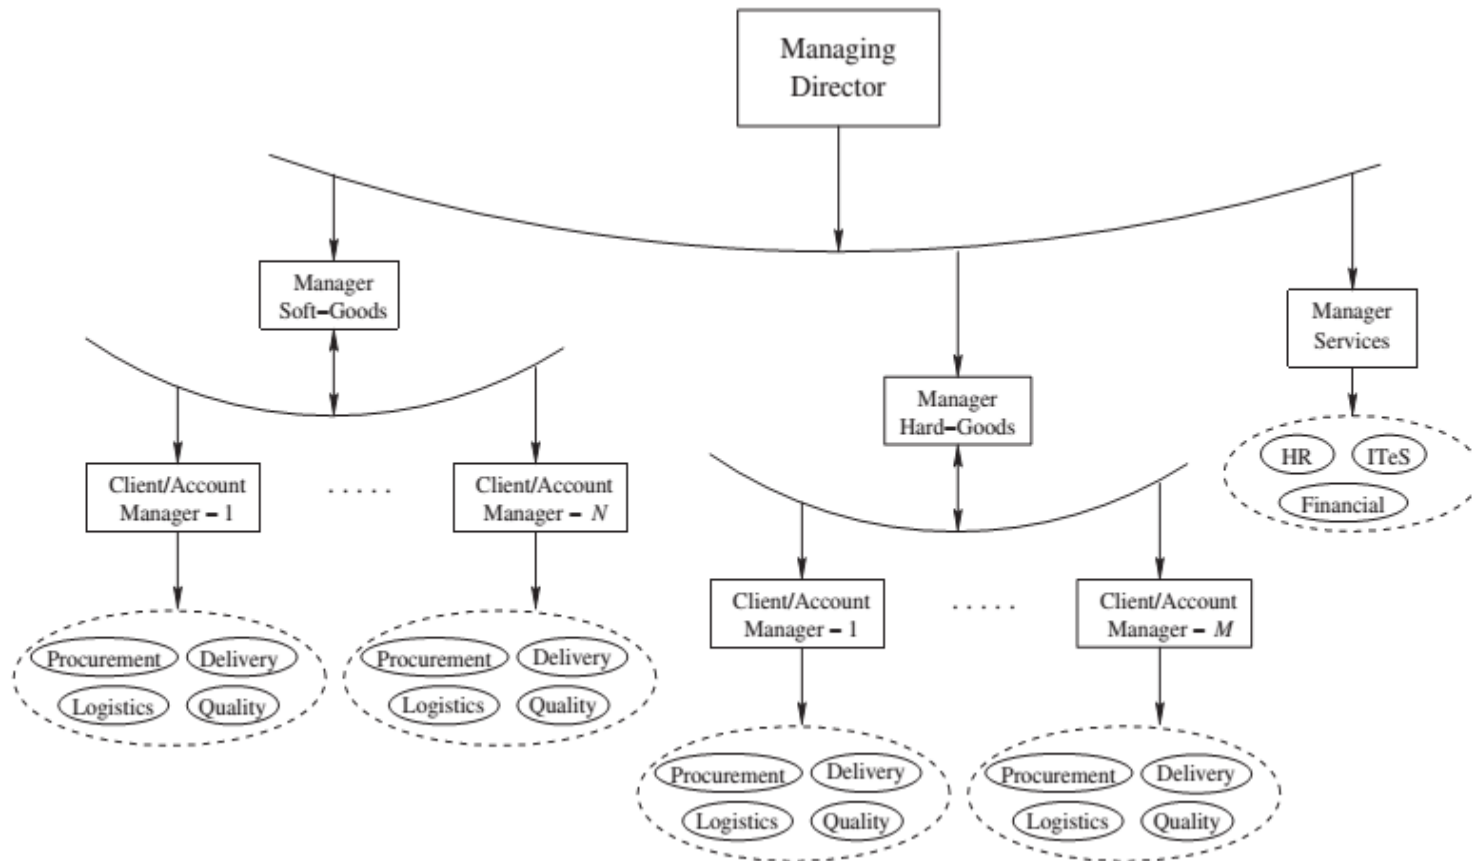 Managing
Director
Manager
Soft-Goods
Manager
Services
Manager
Hard-Goods
Client/Account
Manager - 1
.....
Client/Account
Manager - N
HR
ITeS
Financial
Client/Account
Manager - 1
.....
Client/Account
Manager - M
Procurement
Delivery
Logistics
Quality
Procurement
Delivery
Logistics
Quality
Procurement
Delivery
Logistics
Quality
Procurement
Delivery
Logistics
Quality